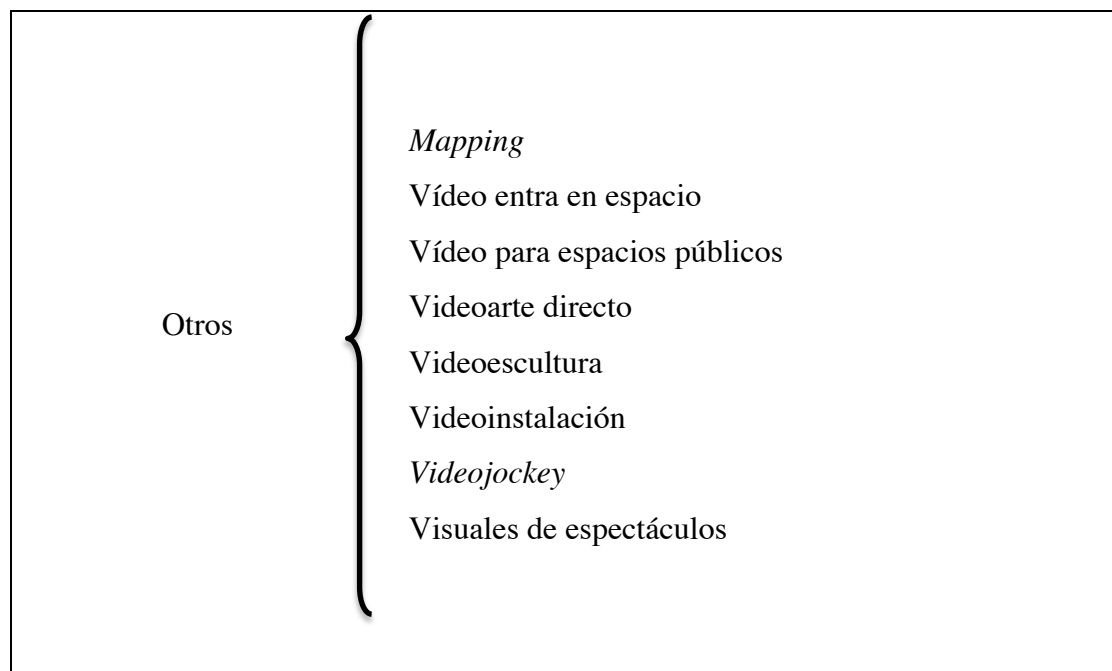 Otros
Mapping
Vídeo entra en espacio
Vídeo para espacios públicos
Videoarte directo
Videoescultura
Videoinstalación
Videojockey
Visuales de espectáculos